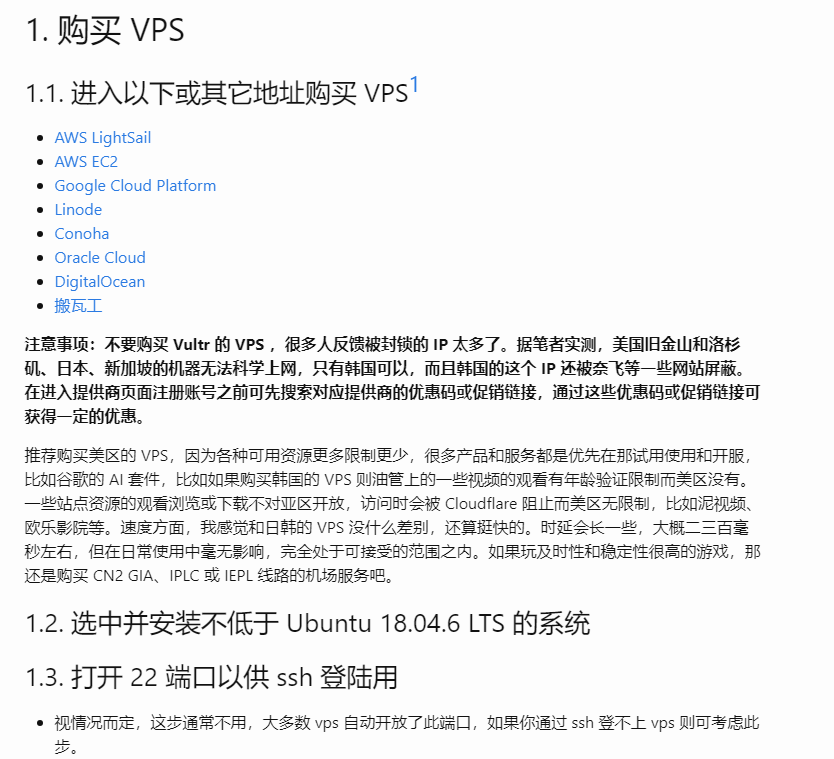 1. 购买 VPS
1.1. 进入以下或其它地址购买 VPS1
AWS LightSail
AWS EC2
Google Cloud Platform
Linode
Conoha
Oracle Cloud
DigitalOcean
搬瓦工
注意事项：不要购买 Vultr 的 VPS ，很多人反馈被封锁的 IP 太多了。据笔者实测，美国旧金山和洛杉
矶、日本、新加坡的机器无法科学上网，只有韩国可以，而且韩国的这个 IP 还被奈飞等一些网站屏蔽。
在进入提供商页面注册账号之前可先搜索对应提供商的优惠码或促销链接，通过这些优惠码或促销链接可
获得一定的优惠。
推荐购买美区的 VPS，因为各种可用资源更多限制更少，很多产品和服务都是优先在那试用使用和开服，
比如谷歌的 AI 套件，比如如果购买韩国的 VPS 则油管上的一些视频的观看有年龄验证限制而美区没有。
一些站点资源的观看浏览或下载不对亚区开放，访问时会被 Cloudflare 阻止而美区无限制，比如泥视频、
欧乐影院等。速度方面，我感觉和日韩的 VPS 没什么差别，还算挺快的。时延会长一些，大概二三百毫
秒左右，但在日常使用中毫无影响，完全处于可接受的范围之内。如果玩及时性和稳定性很高的游戏，那
还是购买 CN2 GIA、IPLC 或 IEPL 线路的机场服务吧。
1.2. 选中并安装不低于 Ubuntu 18.04.6 LTS 的系统
1.3. 打开 22 端口以供 ssh 登陆用
视情况而定，这步通常不用，大多数 vps 自动开放了此端口，如果你通过 ssh 登不上 vps 则可考虑此
步。